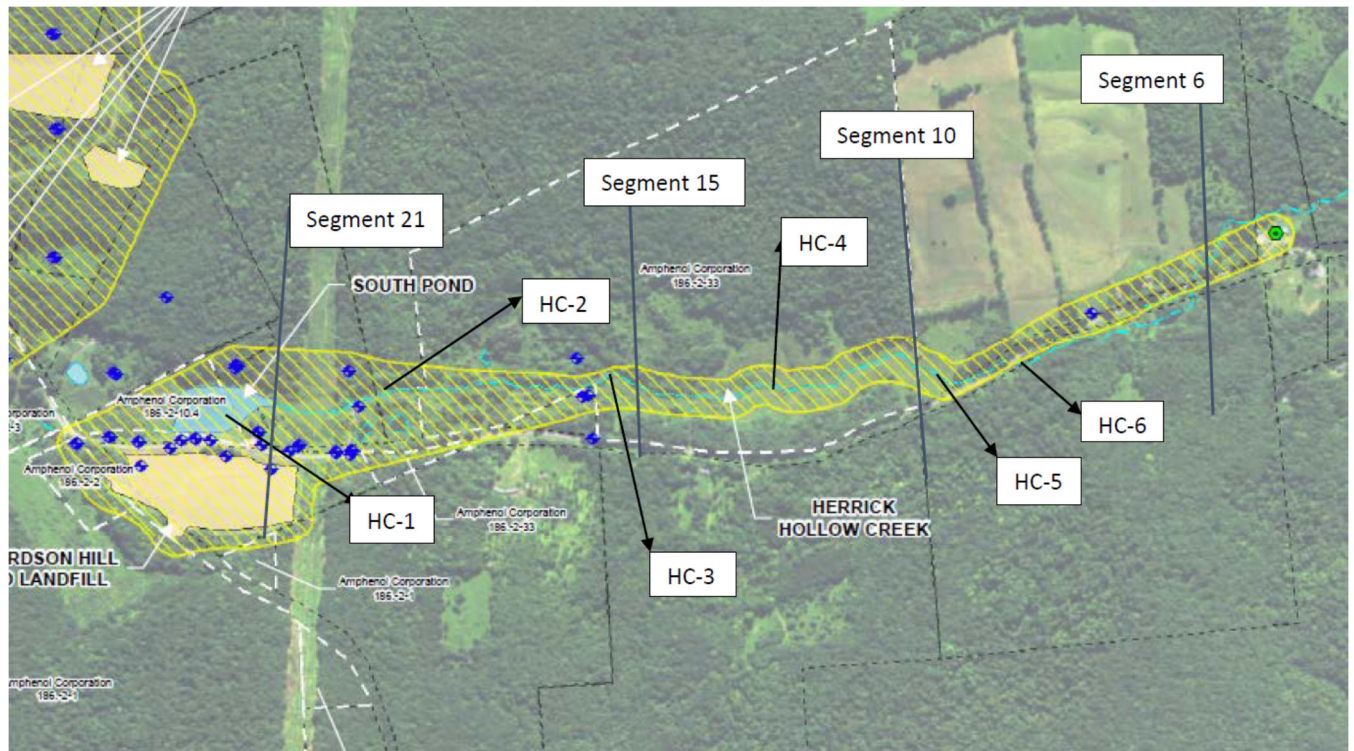 Segment 6
Segment 10
Segment 15
Segment 21
HC-4
Amphenol Corporation
186.-2-33
SOUTH POND
HC-2
Amphenol Corporation
186.-2-10.4
Amphenol Corporation
186.-2-2
HC-6
HC-5
HERRICK
HOLLOW CREEK
HC-1
Amphenol Corporation
186.-2-33
HC-3
RDSON HILL
D LANDFILL
Amphenol Corporation
186.-2-1
mphenol Corporation
186.-2-1